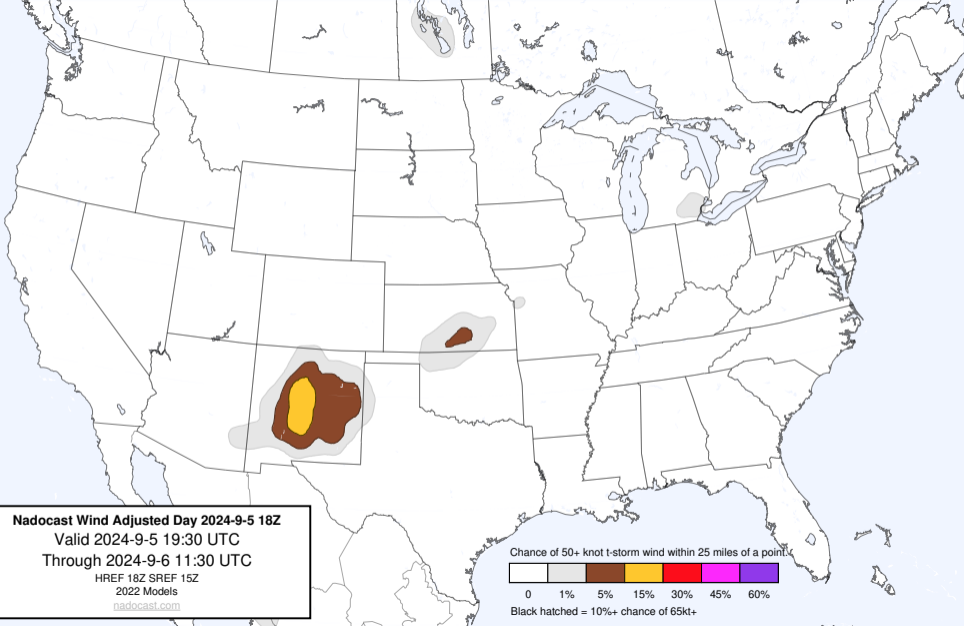 Nadocast Wind Adjusted Day 2024-9-5 18Z
Valid 2024-9-5 19:30 UTC
Through 2024-9-6 11:30 UTC
HREF 18Z SREF 15Z
2022 Models
nadocast.com
Chance of 50+ knot t-storm wind within 25 miles of a point.
0 1% 5% 15% 30% 45% 60%
Black hatched = 10%+ chance of 65kt+